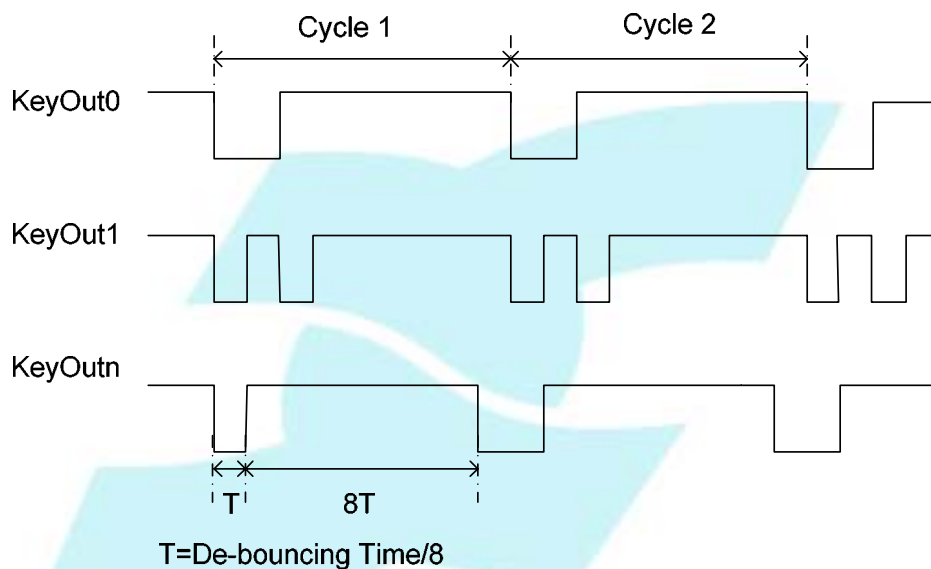 Cycle 1
Cycle 2
KeyOut0
KeyOut1
KeyOutn
T
8T
T=De-bouncing Time/8